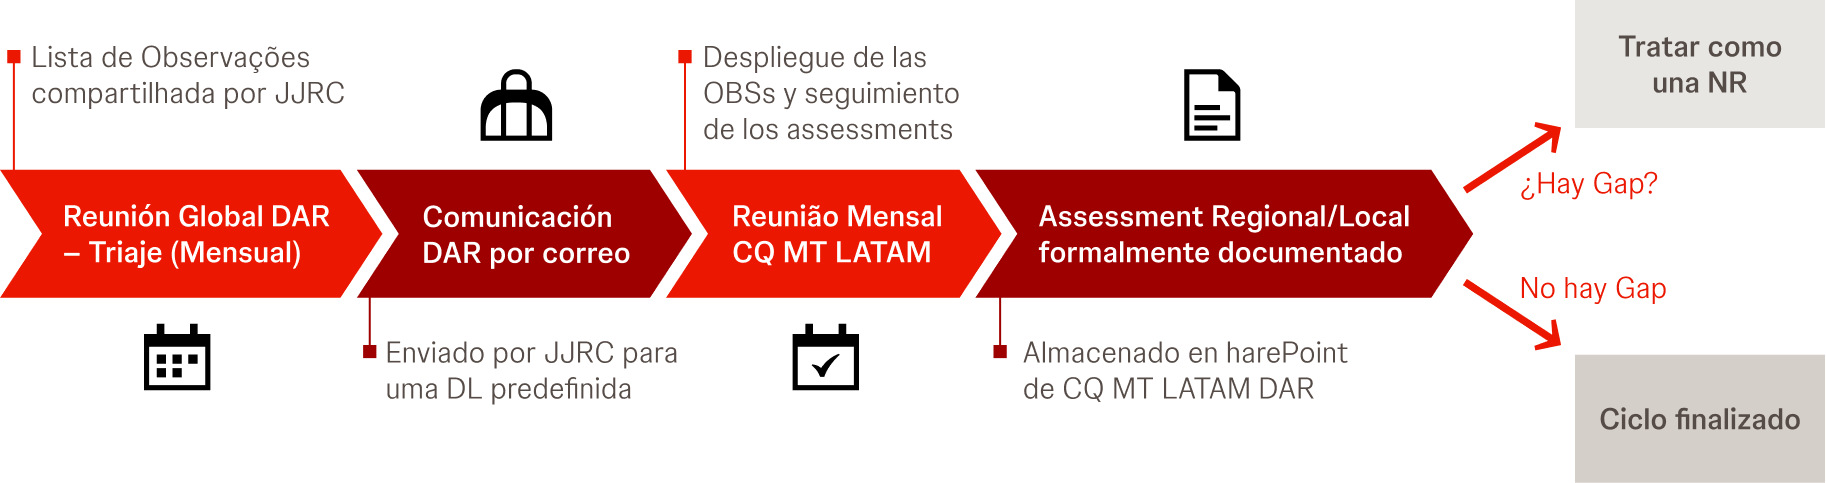 Lista de Observações
compartilhada por JJRC
Reunión Global DAR
– Triaje (Mensual)
Comunicación
DAR por correo
Enviado por JJRC para
uma DL predefinida
Despliegue de las
OBSs y seguimiento
de los assessments
Reunião Mensal
CQ MT LATAM
Assessment Regional/Local
formalmente documentado
Almacenado en harePoint
de CQ MT LATAM DAR
¿Hay Gap?
Tratar como
una NR
No hay Gap
Ciclo finalizado